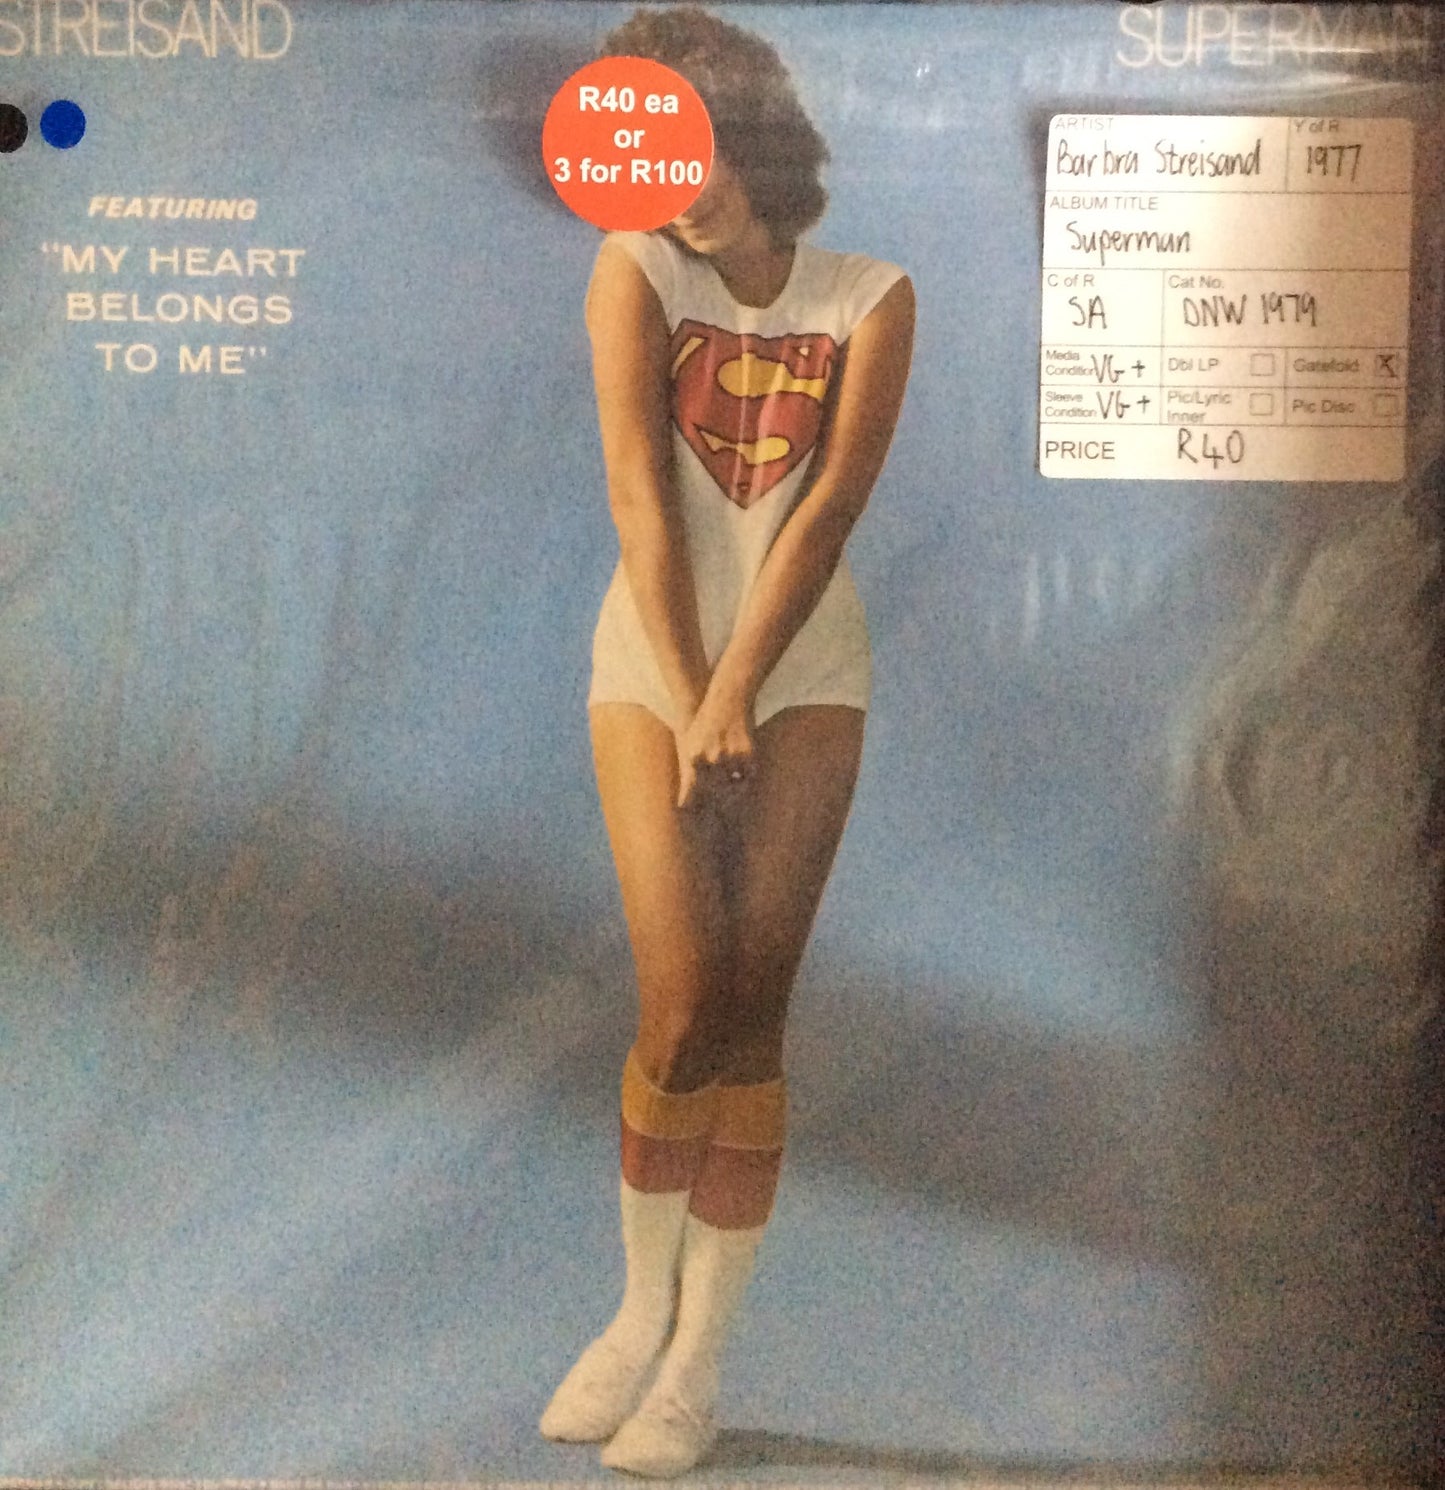 STREISAND
SUPERMAN
R40 ea
or
3 for R100
FEATURING
"MY HEART
BELONGS
TO ME"
ARTIST
Barbra Streisand
Y of R
1977
ALBUM TITLE
Superman
C of R
SA
Cat No.
DNW 1979
Media
Condition VG +
Dbl LP
Gatefold X
Sleeve
Condition VG +
Pic/Lyric
Inner
Pic Disc
PRICE R40
S